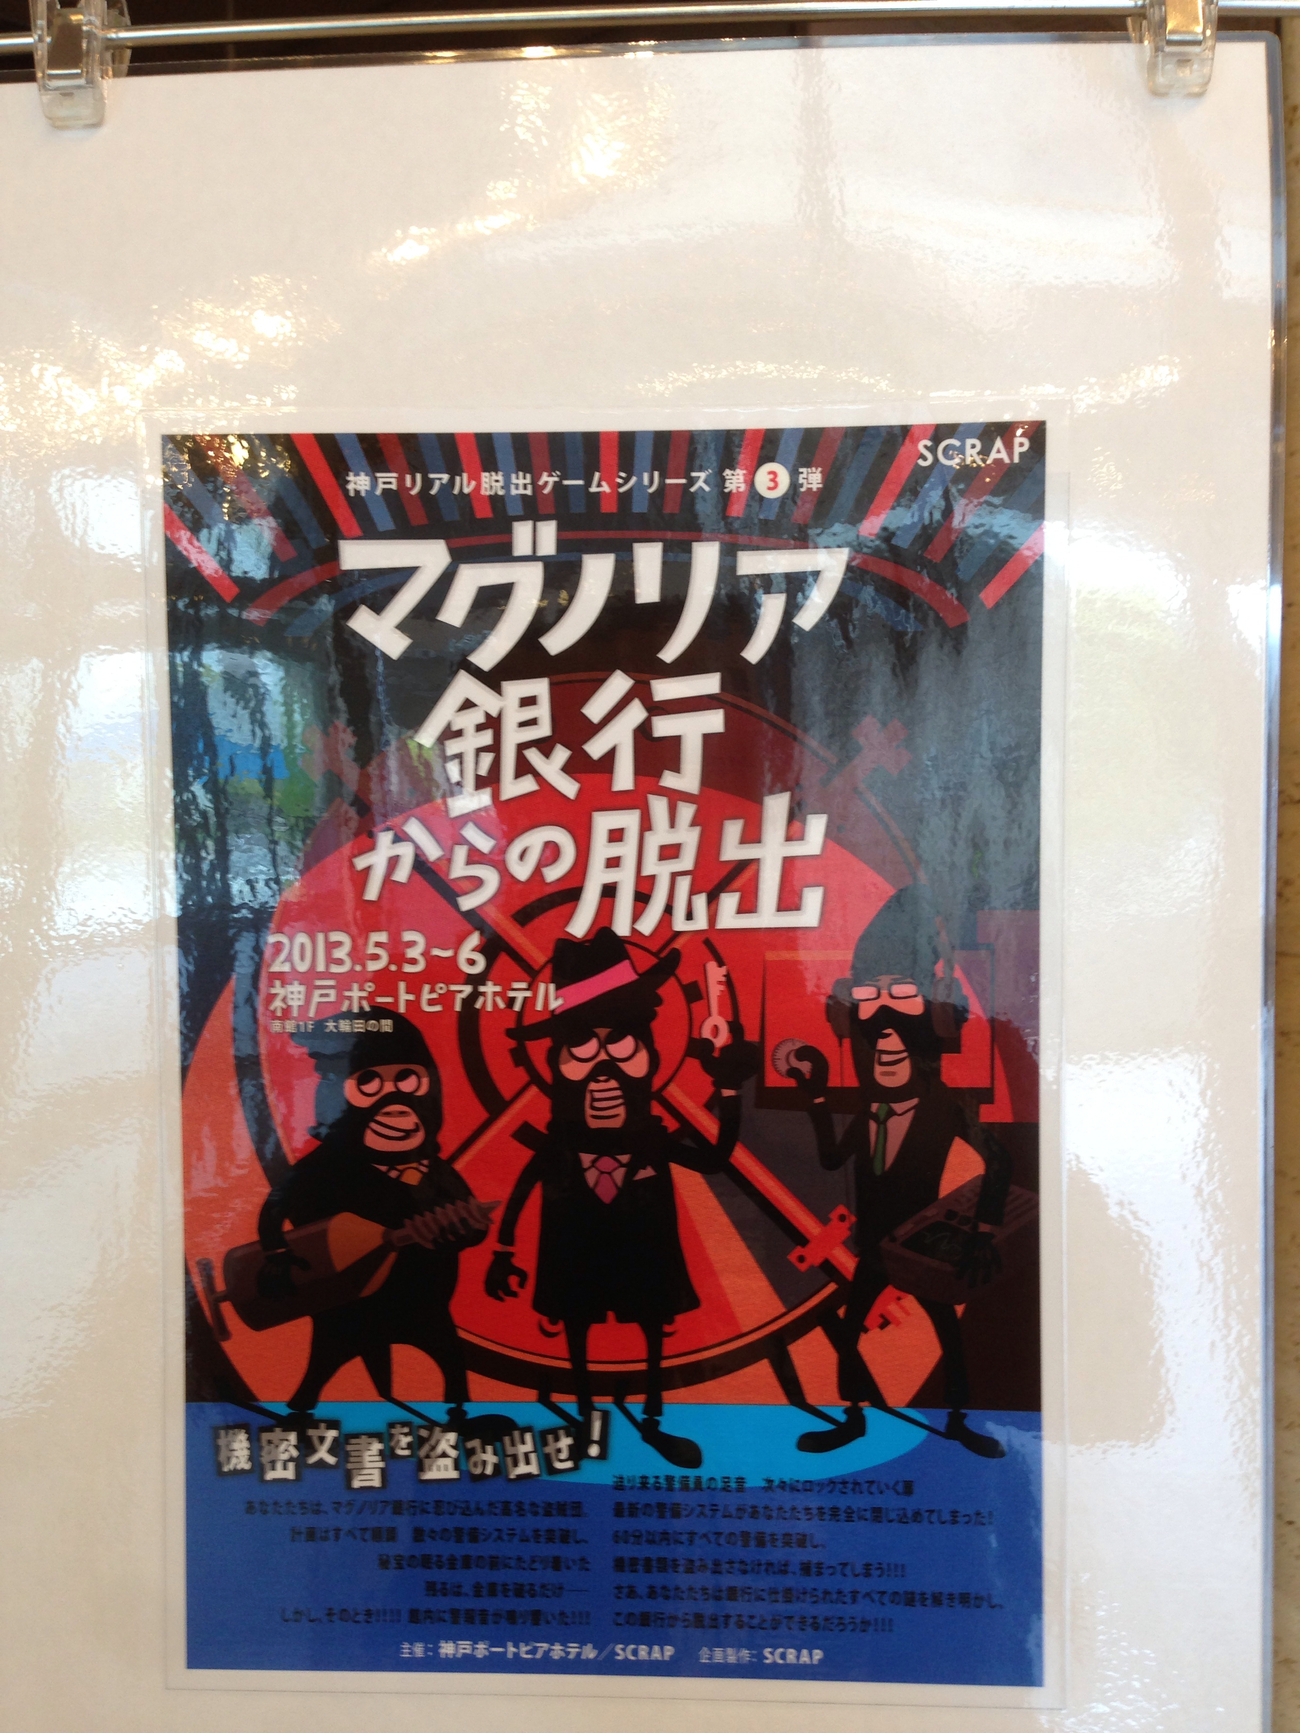 SCRAP
神戸リアル脱出ゲームシリーズ 第3弾
マグノリア
銀行
からの脱出
2013.5.3~6
神戸ポートピアホテル
南館1F 大輪田の間
機密文書を盗み出せ!
あなたたちは、マグノリア銀行に忍び込んだ高名な盗賊団。
計画はすべて順調 数々の警備システムを突破し、
秘宝の眠る金庫の前にたどり着いた
残るは、金庫を破るだけ──
しかし、そのとき!!!! 館内に警報音が鳴り響いた!!!
迫り来る警備員の足音 次々にロックされていく扉
最新の警備システムがあなたたちを完全に閉じ込めてしまった!
60分以内にすべての警備を突破し、
機密書類を盗み出さなければ、捕まってしまう!!!
さあ、あなたたちは銀行に仕掛けられたすべての謎を解き明かし、
この銀行から脱出することができるだろうか!!!
主催:神戸ポートピアホテル/SCRAP 企画製作:SCRAP